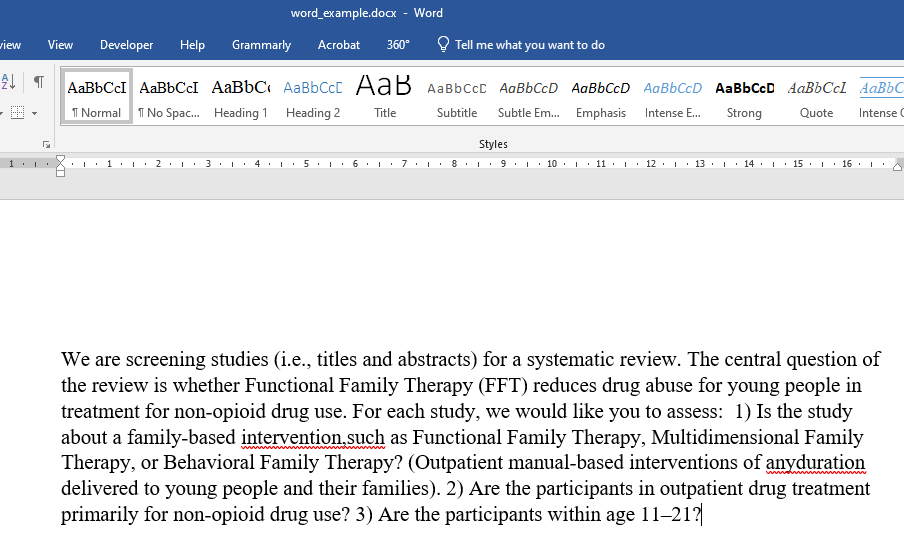 word_example.docx - Word
view View Developer Help Grammarly Acrobat 360° Tell me what you want to do
AaBbCcI AaBbCcI AaBbC AaBbCcD AaB AaBbCcD AaBbCcD AaBbCcD AaBbCcD AaBbCcD AaBbCcI AaBbC
¶ Normal ¶ No Spac... Heading 1 Heading 2 Title Subtitle Subtle Em... Emphasis Intense E... Strong Quote Intense
Styles
1 1 2 3 4 5 6 7 8 9 10 11 12 13 14 15 16
We are screening studies (i.e., titles and abstracts) for a systematic review. The central question of
the review is whether Functional Family Therapy (FFT) reduces drug abuse for young people in
treatment for non-opioid drug use. For each study, we would like you to assess:  1) Is the study
about a family-based intervention,such as Functional Family Therapy, Multidimensional Family
Therapy, or Behavioral Family Therapy? (Outpatient manual-based interventions of anyduration
delivered to young people and their families). 2) Are the participants in outpatient drug treatment
primarily for non-opioid drug use? 3) Are the participants within age 11–21?